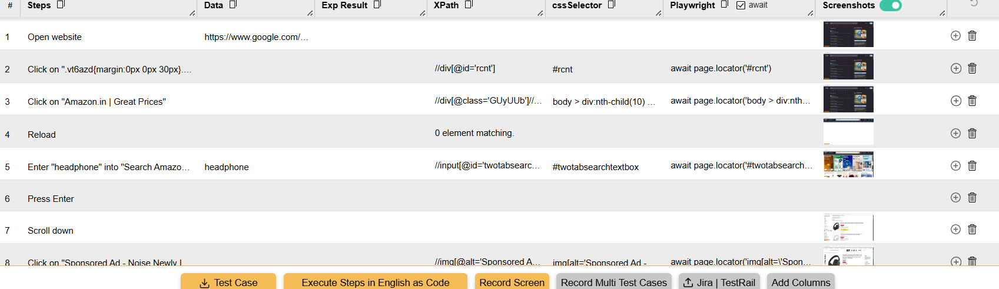 # Steps Data Exp Result XPath cssSelector Playwright await Screenshots
1 Open website https://www.google.com/…
2 Click on ".vt6azd{margin:0px 0px 30px}.… //div[@id='rcnt'] #rcnt await page.locator('#rcnt')
3 Click on "Amazon.in | Great Prices" //div[@class='GUyUUb']//… body > div:nth-child(10) … await page.locator('body > div:nth…
4 Reload 0 element matching.
5 Enter "headphone" into "Search Amazo… headphone //input[@id='twotabsearc… #twotabsearchtextbox await page.locator('#twotabsearch…
6 Press Enter
7 Scroll down
8 Click on "Sponsored Ad - Noise Newly //img[@alt='Sponsored A… img[alt='Sponsored Ad - await page.locator('img[alt=\'Spon…
Test Case Execute Steps in English as Code Record Screen Record Multi Test Cases Jira | TestRail Add Columns